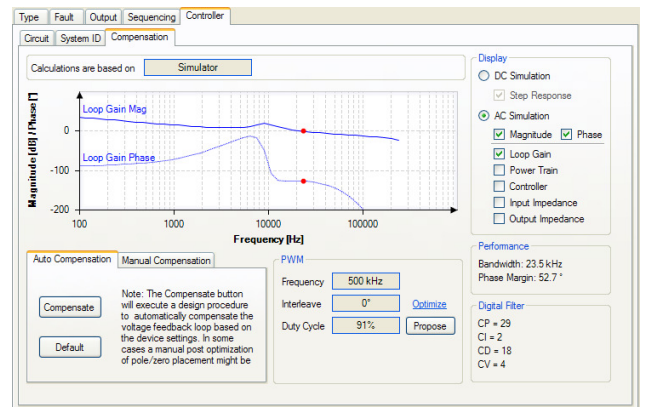 Type Fault Output Sequencing Controller
Circuit System ID Compensation
Calculations are based on Simulator
Magnitude [dB] / Phase [°]
Loop Gain Mag
Loop Gain Phase
0
-100
-200
100 1000 10000 100000
Frequency [Hz]
Display
DC Simulation
Step Response
AC Simulation
Magnitude Phase
Loop Gain
Power Train
Controller
Input Impedance
Output Impedance
Auto Compensation Manual Compensation
Compensate
Default
Note: The Compensate button
will execute a design procedure
to automatically compensate the
voltage feedback loop based on
the device settings. In some
cases a manual post optimization
of pole/zero placement might be
PWM
Frequency 500 kHz
Interleave 0° Optimize
Duty Cycle 91% Propose
Performance
Bandwidth: 23.5 kHz
Phase Margin: 52.7 °
Digital Filter
CP = 29
CI = 2
CD = 18
CV = 4